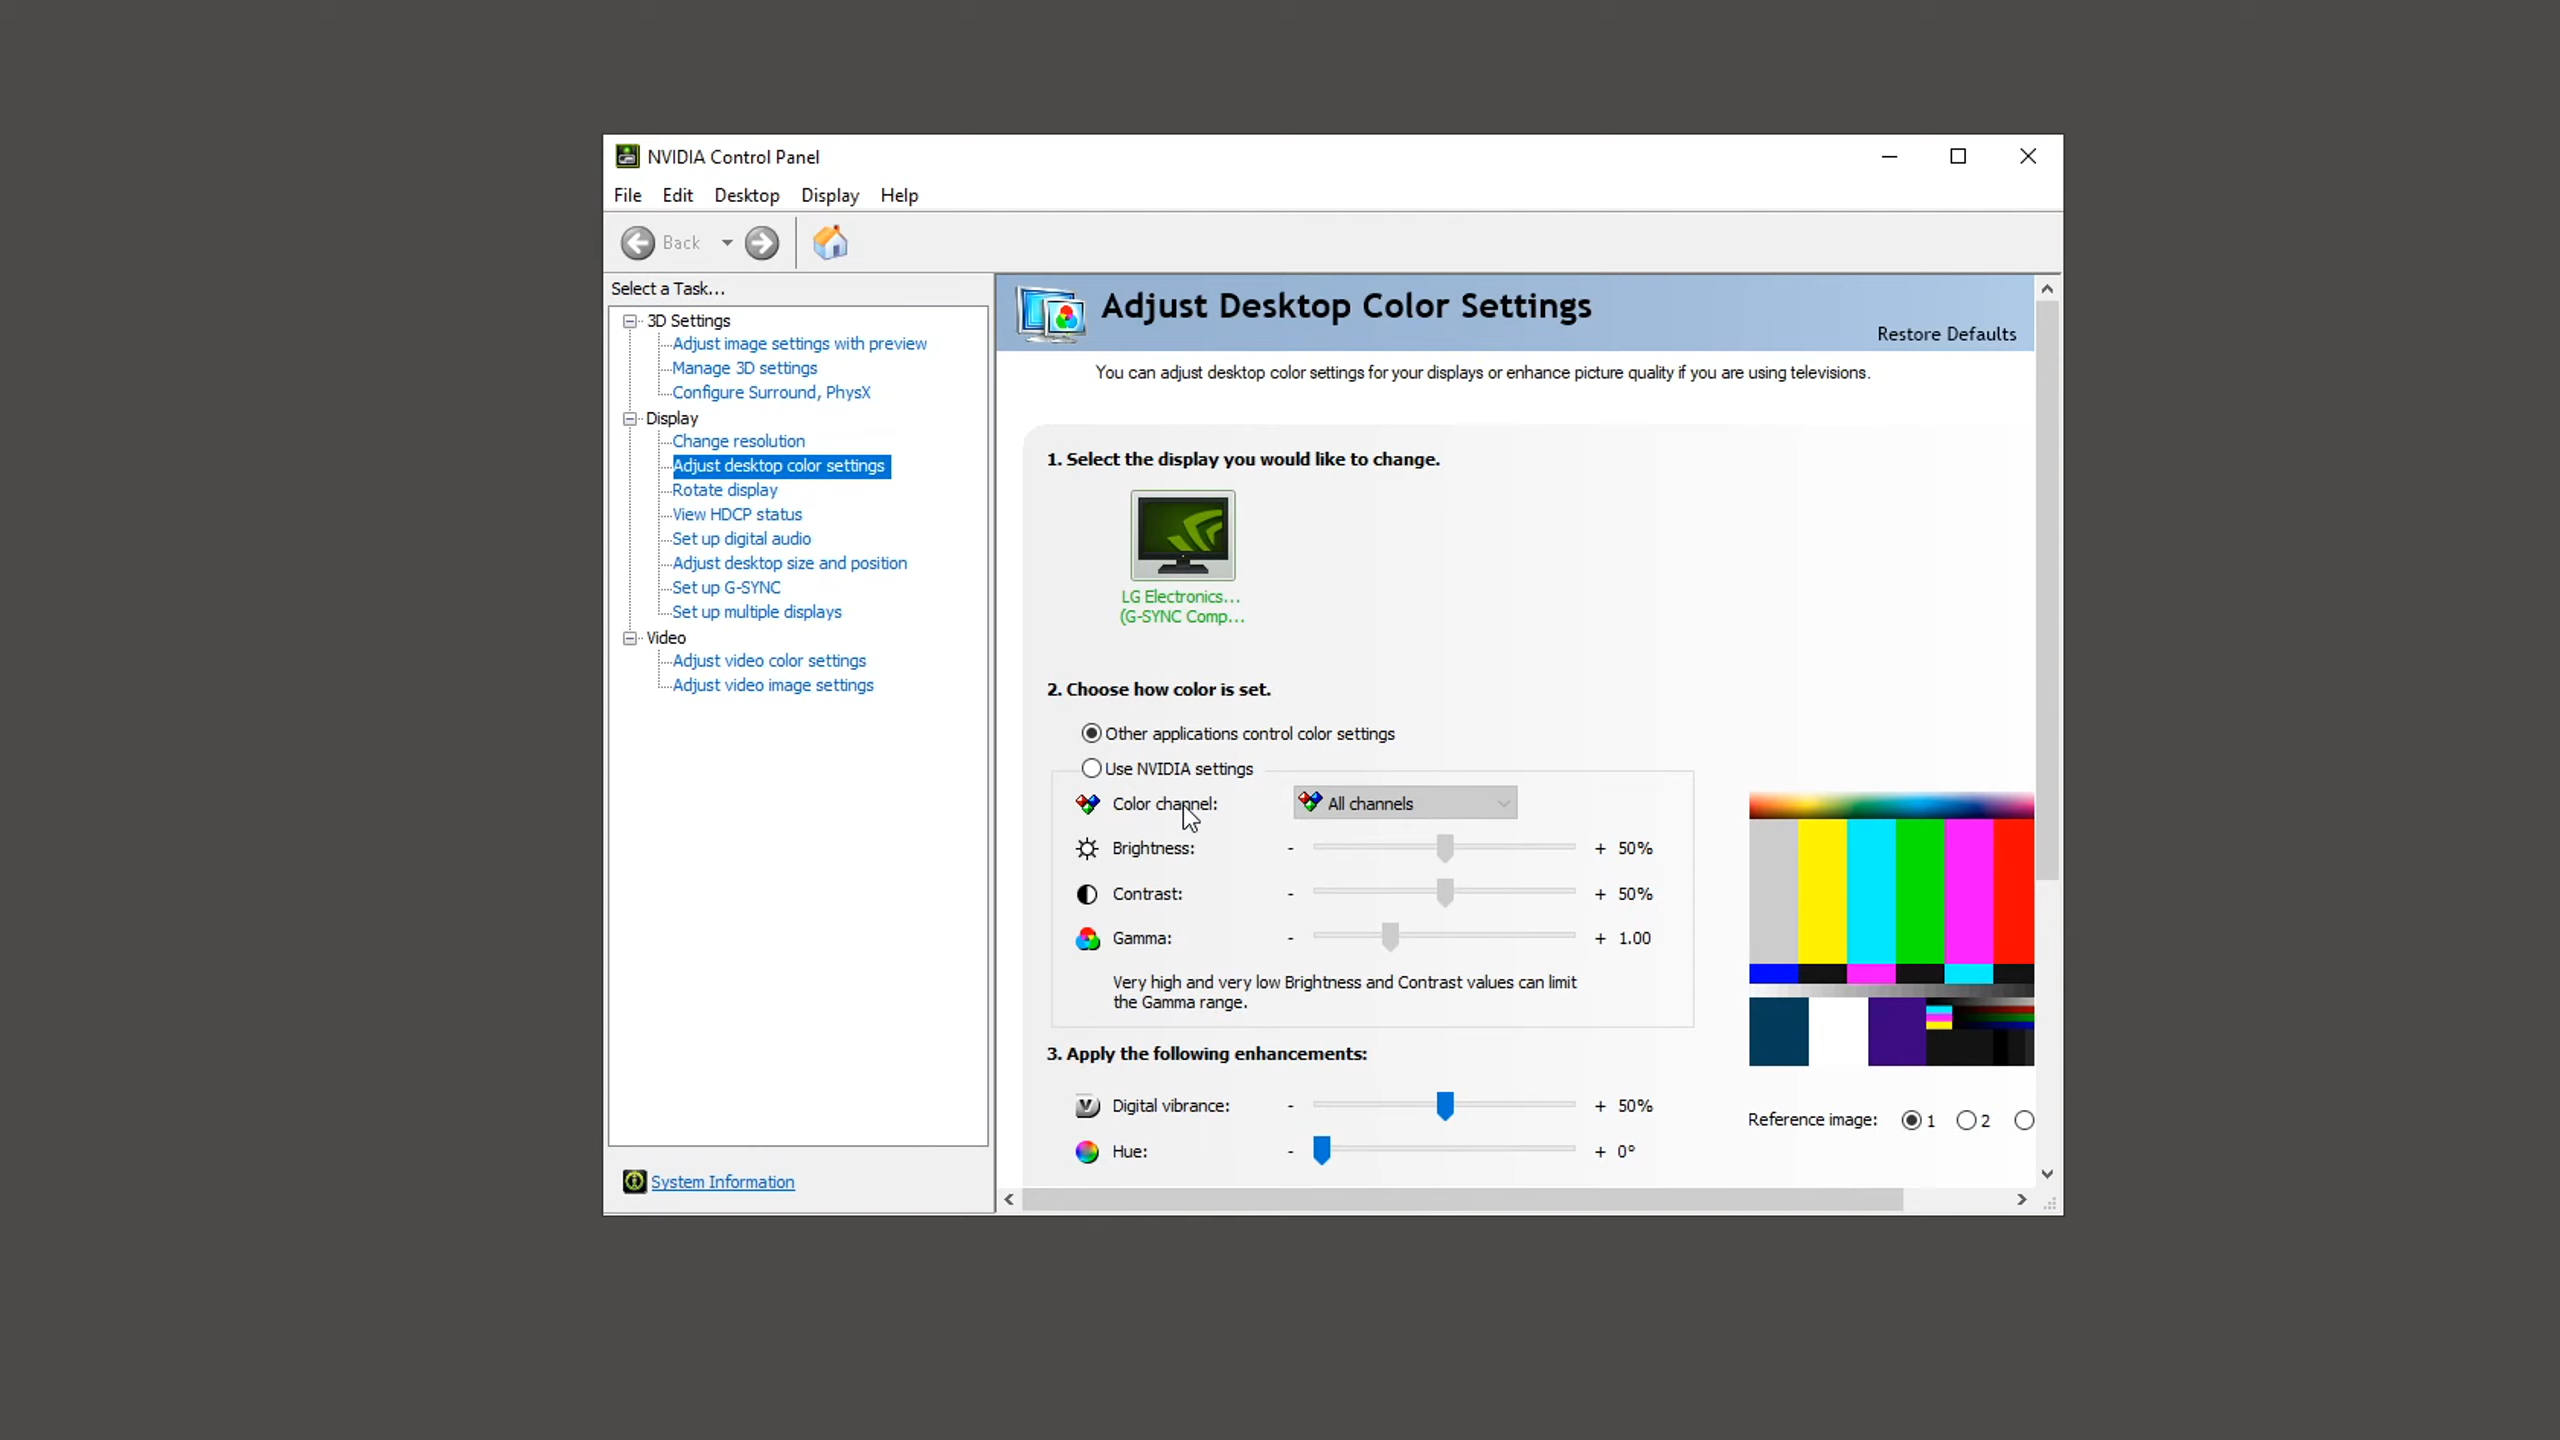 NVIDIA Control Panel
File Edit Desktop Display Help
Back
Select a Task...
3D Settings
Adjust image settings with preview
Manage 3D settings
Configure Surround, PhysX
Display
Change resolution
Adjust desktop color settings
Rotate display
View HDCP status
Set up digital audio
Adjust desktop size and position
Set up G-SYNC
Set up multiple displays
Video
Adjust video color settings
Adjust video image settings
System Information
Adjust Desktop Color Settings
Restore Defaults
You can adjust desktop color settings for your displays or enhance picture quality if you are using televisions.
1. Select the display you would like to change.
LG Electronics...
(G-SYNC Comp...
2. Choose how color is set.
Other applications control color settings
Use NVIDIA settings
Color channel: All channels
Brightness: - + 50%
Contrast: - + 50%
Gamma: - + 1.00
Very high and very low Brightness and Contrast values can limit
the Gamma range.
3. Apply the following enhancements:
Digital vibrance: - + 50%
Hue: - + 0°
Reference image: 1 2